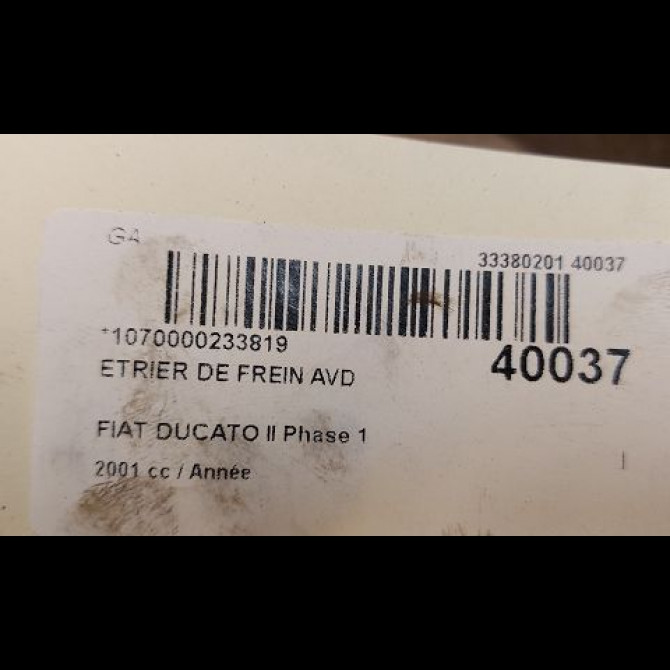 GA
33380201 40037
*1070000233819
40037
ETRIER DE FREIN AVD
FIAT DUCATO II Phase 1
2001 cc / Année